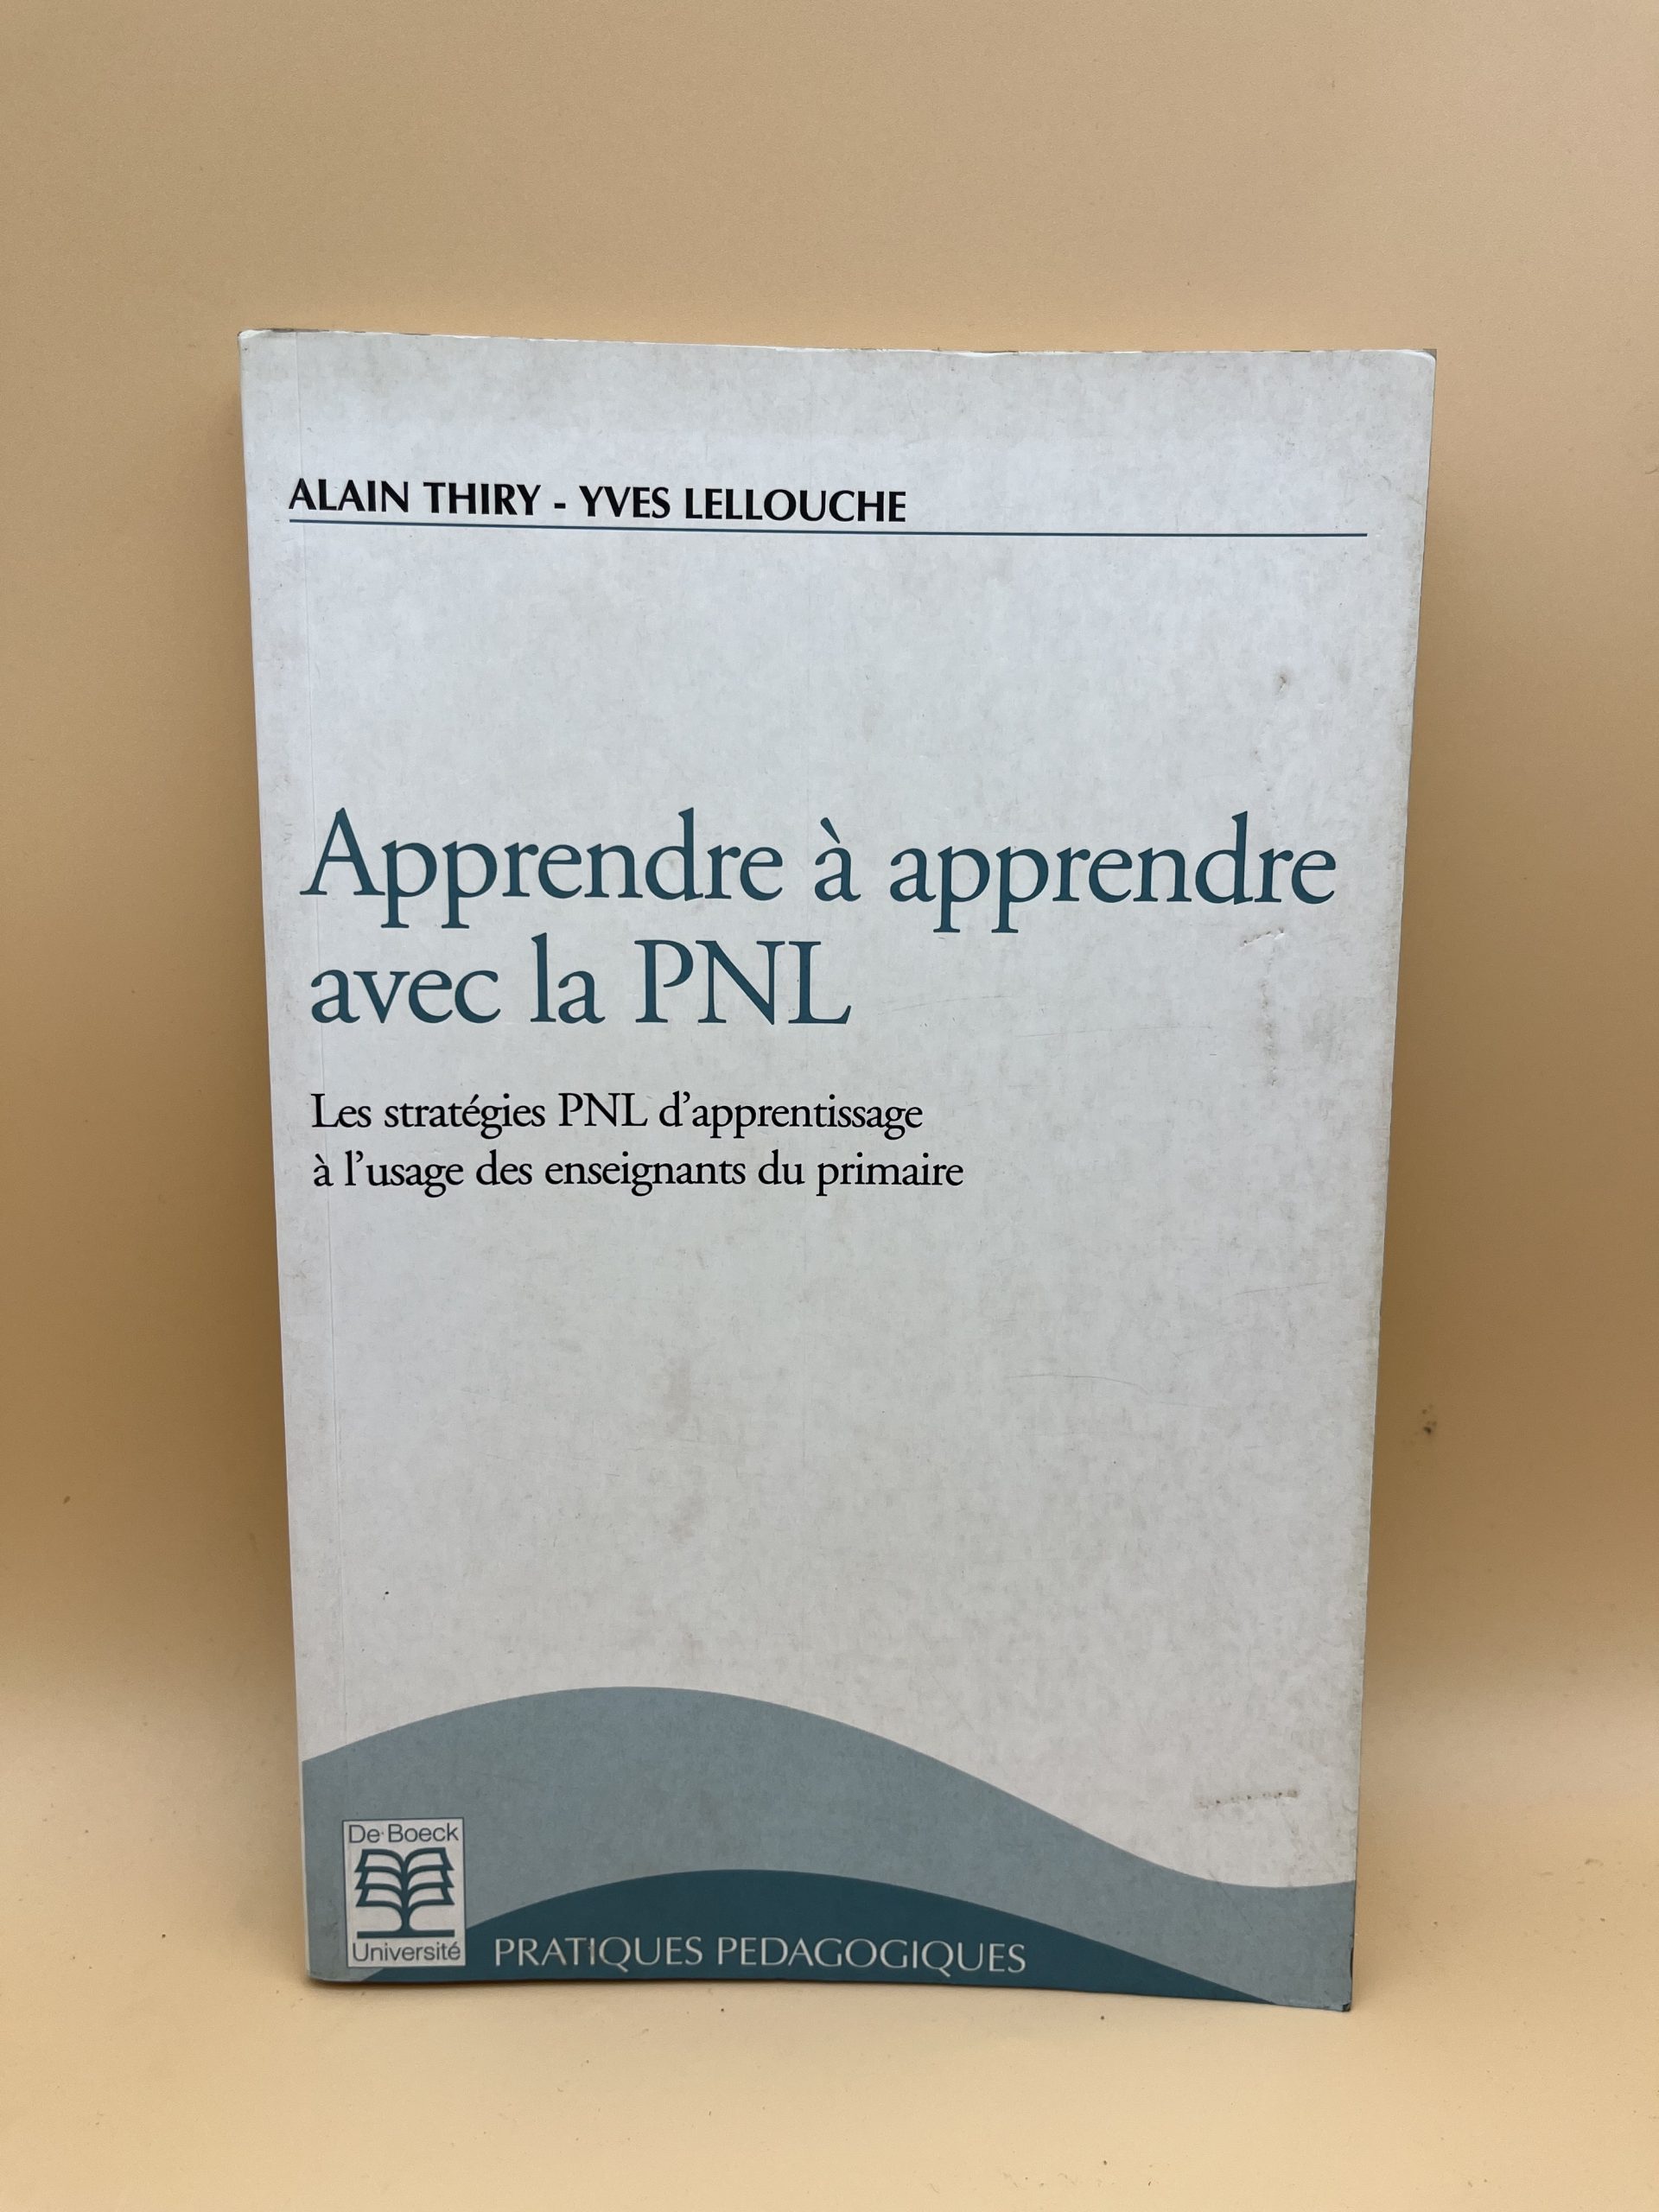 ALAIN THIRY - YVES LELLOUCHE
Apprendre à apprendre
avec la PNL
Les stratégies PNL d'apprentissage
à l'usage des enseignants du primaire
De Boeck
Université
PRATIQUES PEDAGOGIQUES